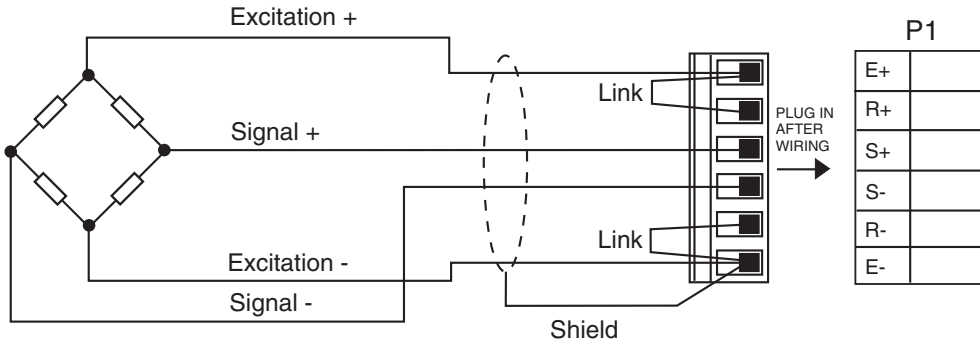 Excitation +
P1
Link
Signal +
PLUG IN
AFTER
WIRING
E+
R+
S+
S-
R-
E-
Link
Excitation -
Signal -
Shield